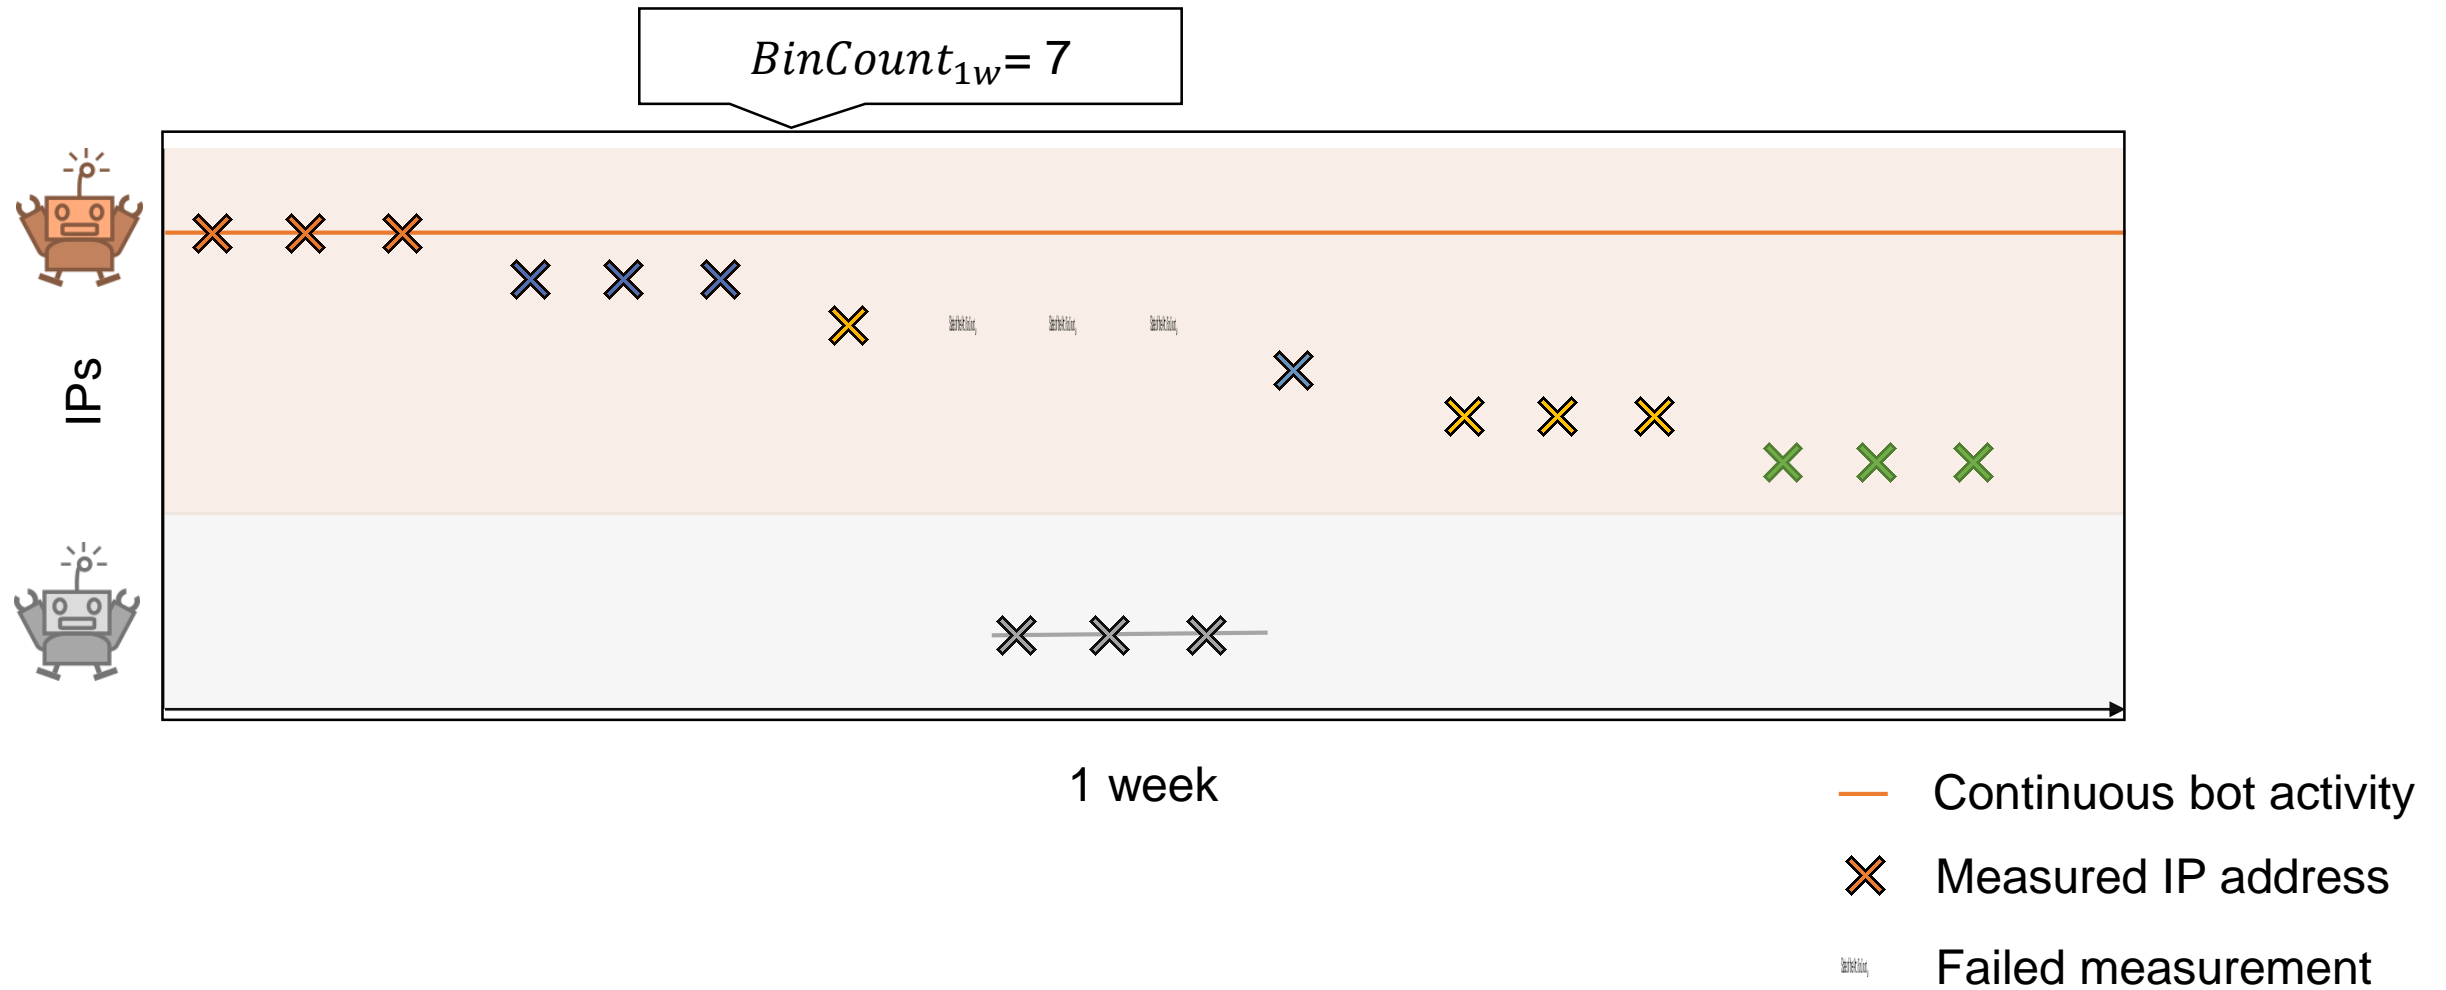 BinCount1w= 7
IPs
1 week
Continuous bot activity
Measured IP address
Failed measurement